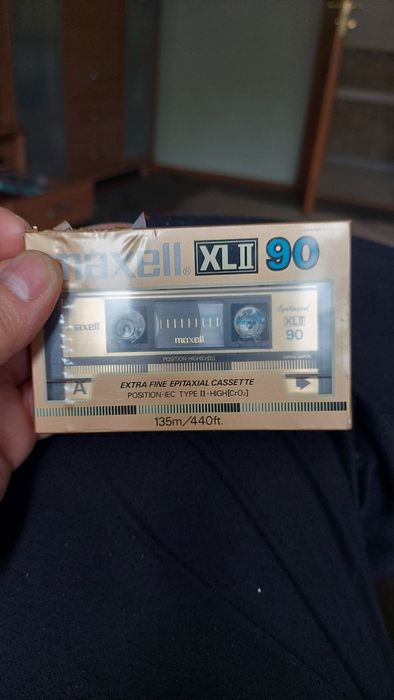 maxell® XLII 90
maxell
maxell
Epitaxial
XLII
90
POSITION HIGH(CrO₂)
A
EXTRA FINE EPITAXIAL CASSETTE
POSITION·IEC TYPE II·HIGH[CrO₂]
135m/440ft.